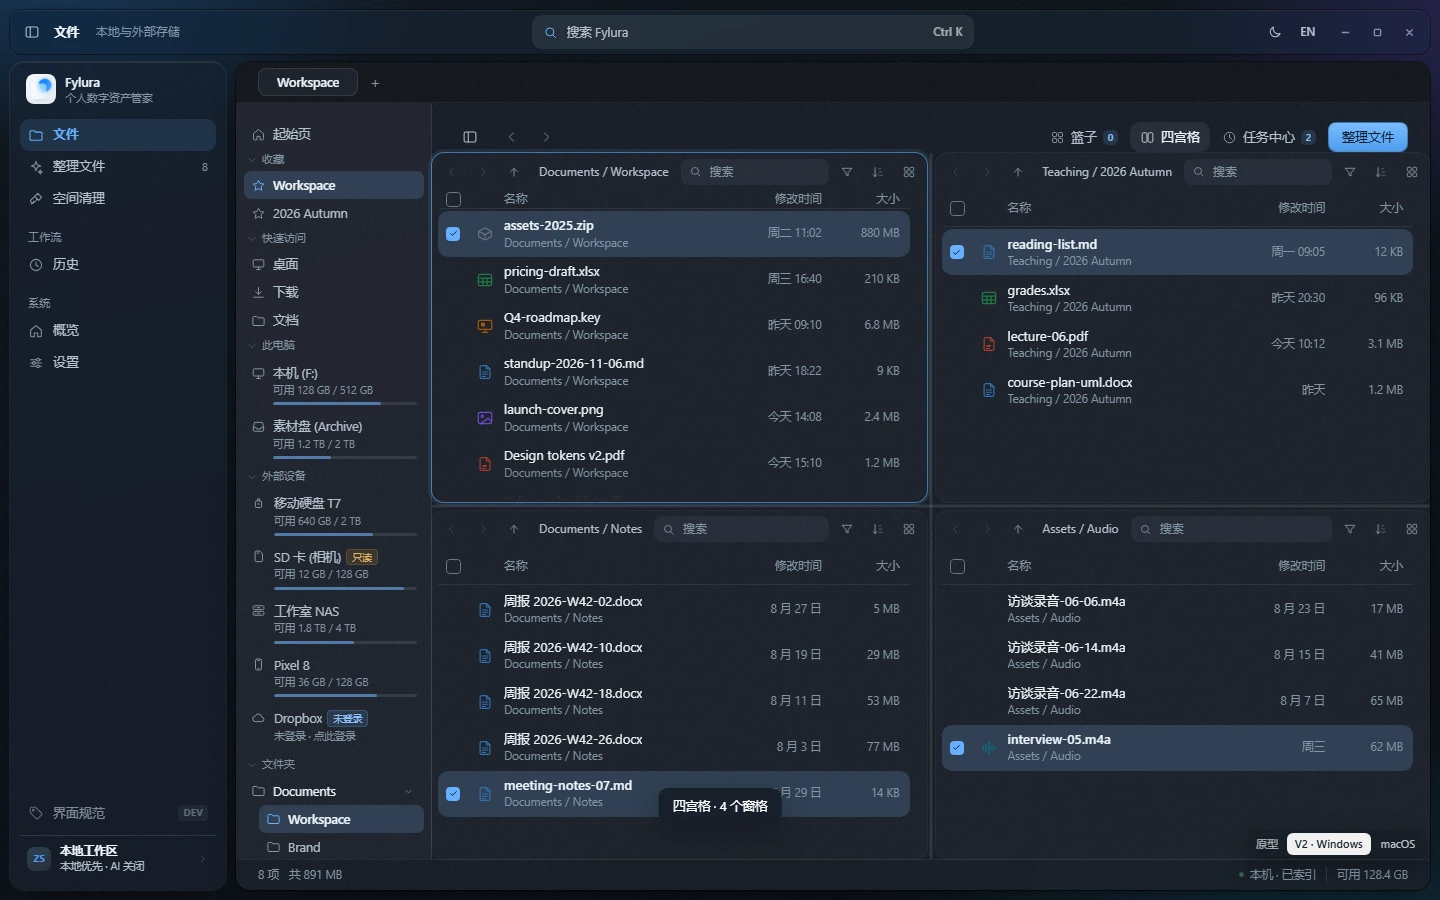 文件 本地与外部存储 搜索 Fylura Ctrl K EN
Fylura
个人数字资产管家
文件
整理文件 8
空间清理
工作流
历史
系统
概览
设置
界面规范 DEV
ZS 本地工作区
本地优先 · AI 关闭
Workspace +
起始页
收藏
Workspace
2026 Autumn
快速访问
桌面
下载
文档
此电脑
本机 (F:)
可用 128 GB / 512 GB
素材盘 (Archive)
可用 1.2 TB / 2 TB
外部设备
移动硬盘 T7
可用 640 GB / 2 TB
SD 卡 (相机) 只读
可用 12 GB / 128 GB
工作室 NAS
可用 1.8 TB / 4 TB
Pixel 8
可用 36 GB / 128 GB
Dropbox 未登录
未登录 · 点此登录
文件夹
Documents
Workspace
Brand
篮子 0 四宫格 任务中心 2 整理文件
Documents / Workspace 搜索
名称 修改时间 大小
assets-2025.zip 周二 11:02 880 MB
Documents / Workspace
pricing-draft.xlsx 周三 16:40 210 KB
Documents / Workspace
Q4-roadmap.key 昨天 09:10 6.8 MB
Documents / Workspace
standup-2026-11-06.md 昨天 18:22 9 KB
Documents / Workspace
launch-cover.png 今天 14:08 2.4 MB
Documents / Workspace
Design tokens v2.pdf 今天 15:10 1.2 MB
Documents / Workspace
Teaching / 2026 Autumn 搜索
名称 修改时间 大小
reading-list.md 周一 09:05 12 KB
Teaching / 2026 Autumn
grades.xlsx 昨天 20:30 96 KB
Teaching / 2026 Autumn
lecture-06.pdf 今天 10:12 3.1 MB
Teaching / 2026 Autumn
course-plan-uml.docx 昨天 1.2 MB
Teaching / 2026 Autumn
Documents / Notes 搜索
名称 修改时间 大小
周报 2026-W42-02.docx 8 月 27 日 5 MB
Documents / Notes
周报 2026-W42-10.docx 8 月 19 日 29 MB
Documents / Notes
周报 2026-W42-18.docx 8 月 11 日 53 MB
Documents / Notes
周报 2026-W42-26.docx 8 月 3 日 77 MB
Documents / Notes
meeting-notes-07.md 月 29 日 14 KB
Documents / Notes
Assets / Audio 搜索
名称 修改时间 大小
访谈录音-06-06.m4a 8 月 23 日 17 MB
Assets / Audio
访谈录音-06-14.m4a 8 月 15 日 41 MB
Assets / Audio
访谈录音-06-22.m4a 8 月 7 日 65 MB
Assets / Audio
interview-05.m4a 周三 62 MB
Assets / Audio
四宫格 · 4 个窗格
原型 V2 · Windows macOS
8 项 共 891 MB 本机 · 已索引 可用 128.4 GB